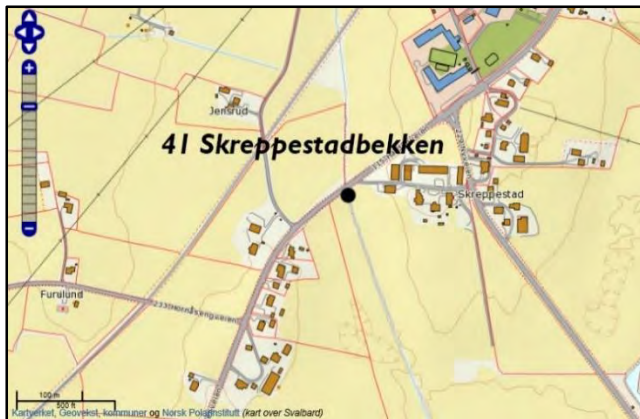 Jensrud
41 Skreppestadbekken
Skreppestad
Furulund
100 m
500 ft
Kartverket, Geovekst, kommuner og Norsk Polarinstitutt (kart over Svalbard)